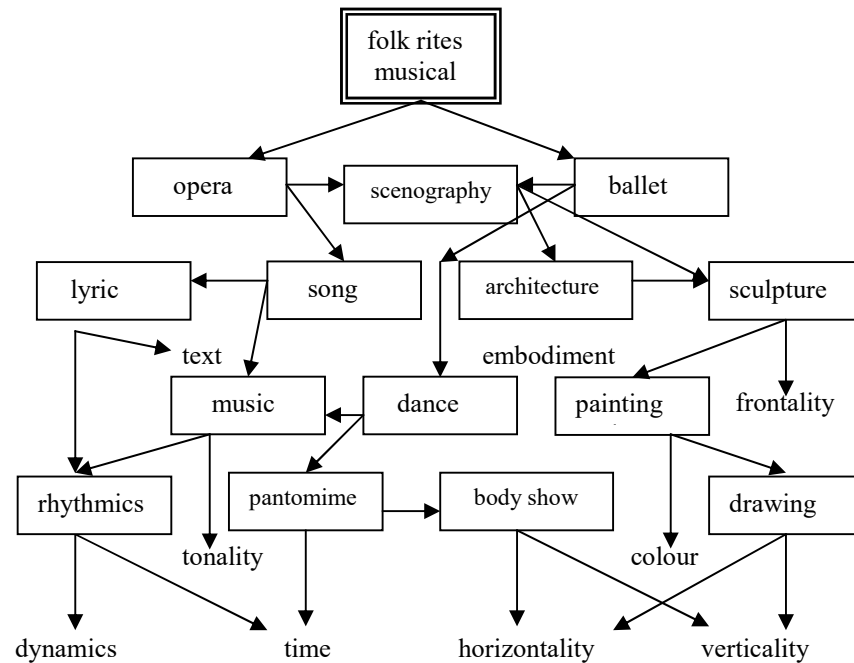 folk rites
musical
opera
scenography
ballet
lyric
song
architecture
sculpture
text
embodiment
music
dance
painting
frontality
rhythmics
pantomime
body show
drawing
tonality
colour
dynamics
time
horizontality
verticality